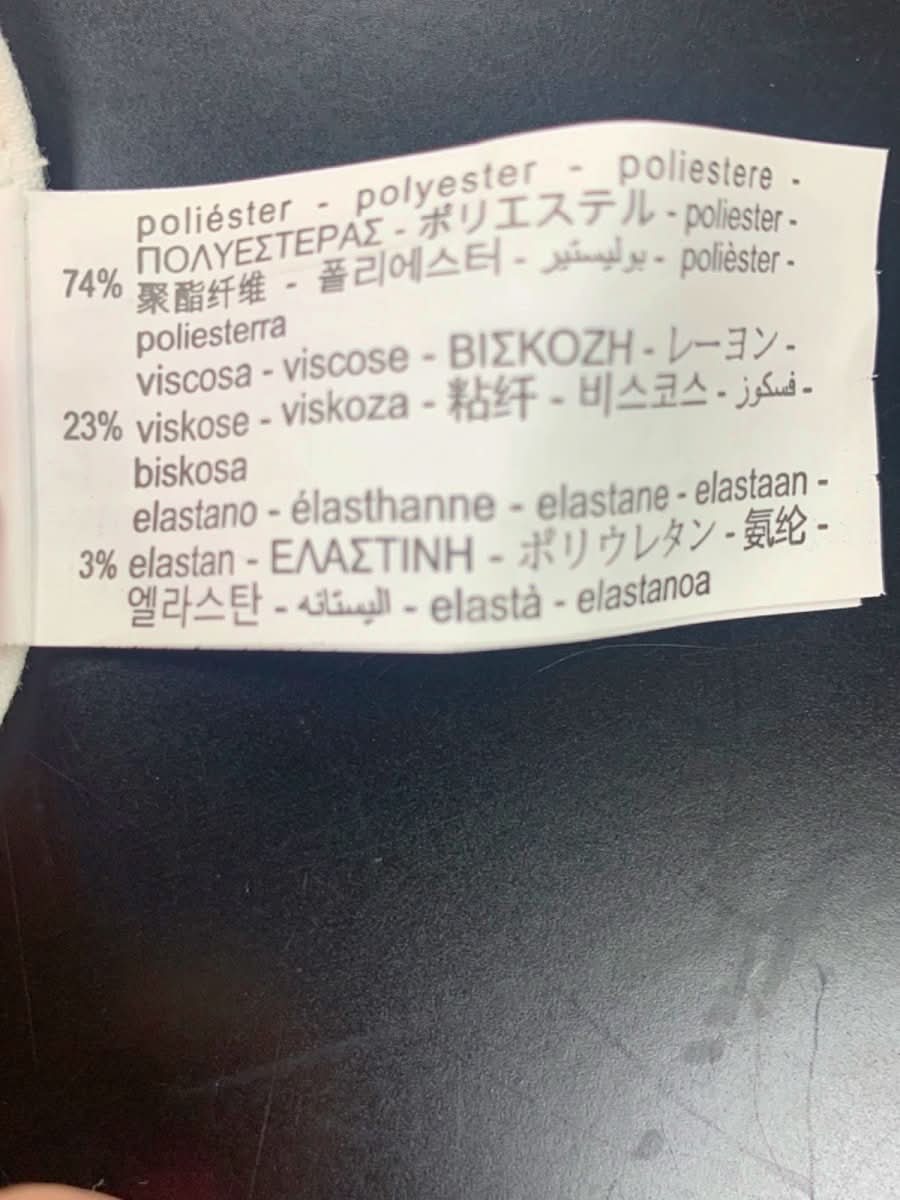 poliéster - polyester - poliestere -
ΠΟΛΥΕΣΤΕΡΑΣ - ポリエステル - poliester -
74% 聚酯纤维 - 폴리에스터 - بوليستير - polièster -
poliesterra
viscosa - viscose - ΒΙΣΚΟΖΗ - レーヨン -
23% viskose - viskoza - 粘纤 - 비스코스 - فسكوز -
biskosa
elastano - élasthanne - elastane - elastaan -
3% elastan - ΕΛΑΣΤΙΝΗ - ポリウレタン - 氨纶 -
엘라스탄 - اليستانه - elastà - elastanoa